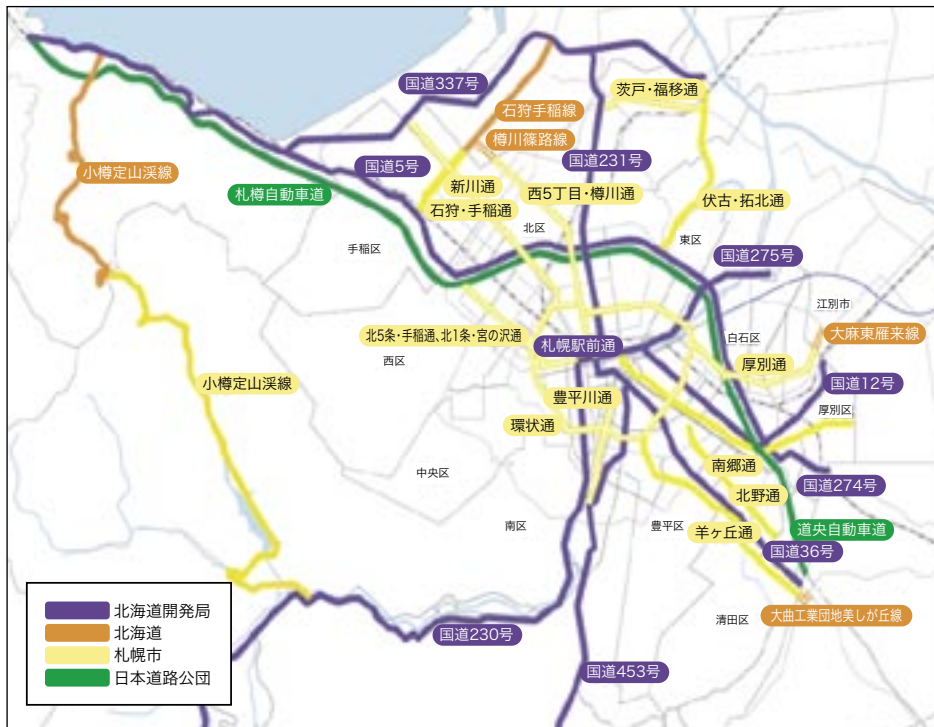 国道337号
茨戸・福移通
石狩手稲線
樽川篠路線
国道5号
国道231号
小樽定山渓線
札樽自動車道
新川通
西5丁目・樽川通
石狩・手稲通
伏古・拓北通
北区
手稲区
東区
国道275号
江別市
北5条・手稲通、北1条・宮の沢通
札幌駅前通
白石区
大麻東雁来線
西区
厚別通
小樽定山渓線
国道12号
豊平川通
厚別区
環状通
中央区
南郷通
国道274号
北野通
南区
豊平区
羊ヶ丘通
道央自動車道
国道36号
清田区
大曲工業団地美しが丘線
国道230号
国道453号
北海道開発局
北海道
札幌市
日本道路公団